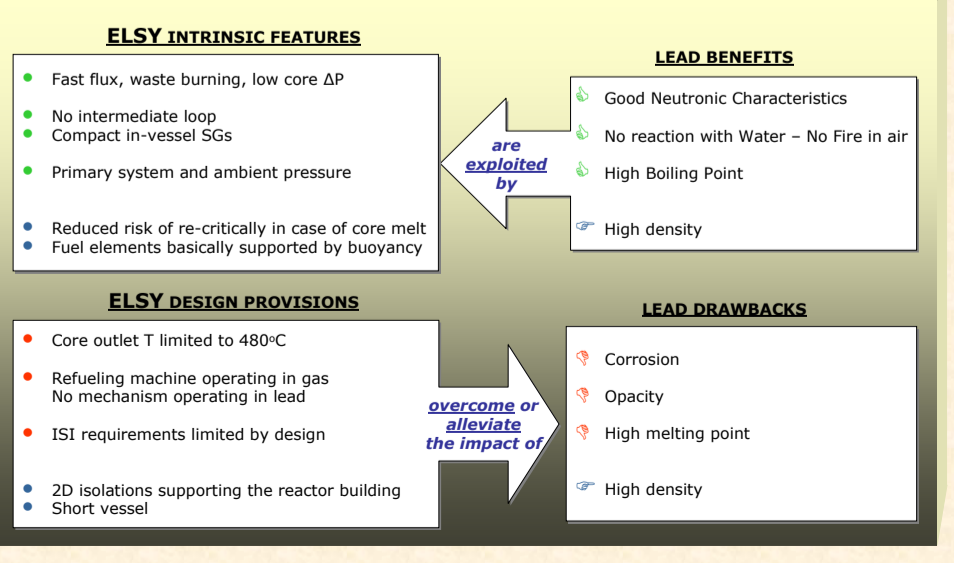 ELSY INTRINSIC FEATURES
Fast flux, waste burning, low core ΔP
No intermediate loop
Compact in-vessel SGs
Primary system and ambient pressure
Reduced risk of re-critically in case of core melt
Fuel elements basically supported by buoyancy
are
exploited
by
LEAD BENEFITS
Good Neutronic Characteristics
No reaction with Water – No Fire in air
High Boiling Point
High density
ELSY DESIGN PROVISIONS
Core outlet T limited to 480ºC
Refueling machine operating in gas
No mechanism operating in lead
ISI requirements limited by design
2D isolations supporting the reactor building
Short vessel
overcome or
alleviate
the impact of
LEAD DRAWBACKS
Corrosion
Opacity
High melting point
High density